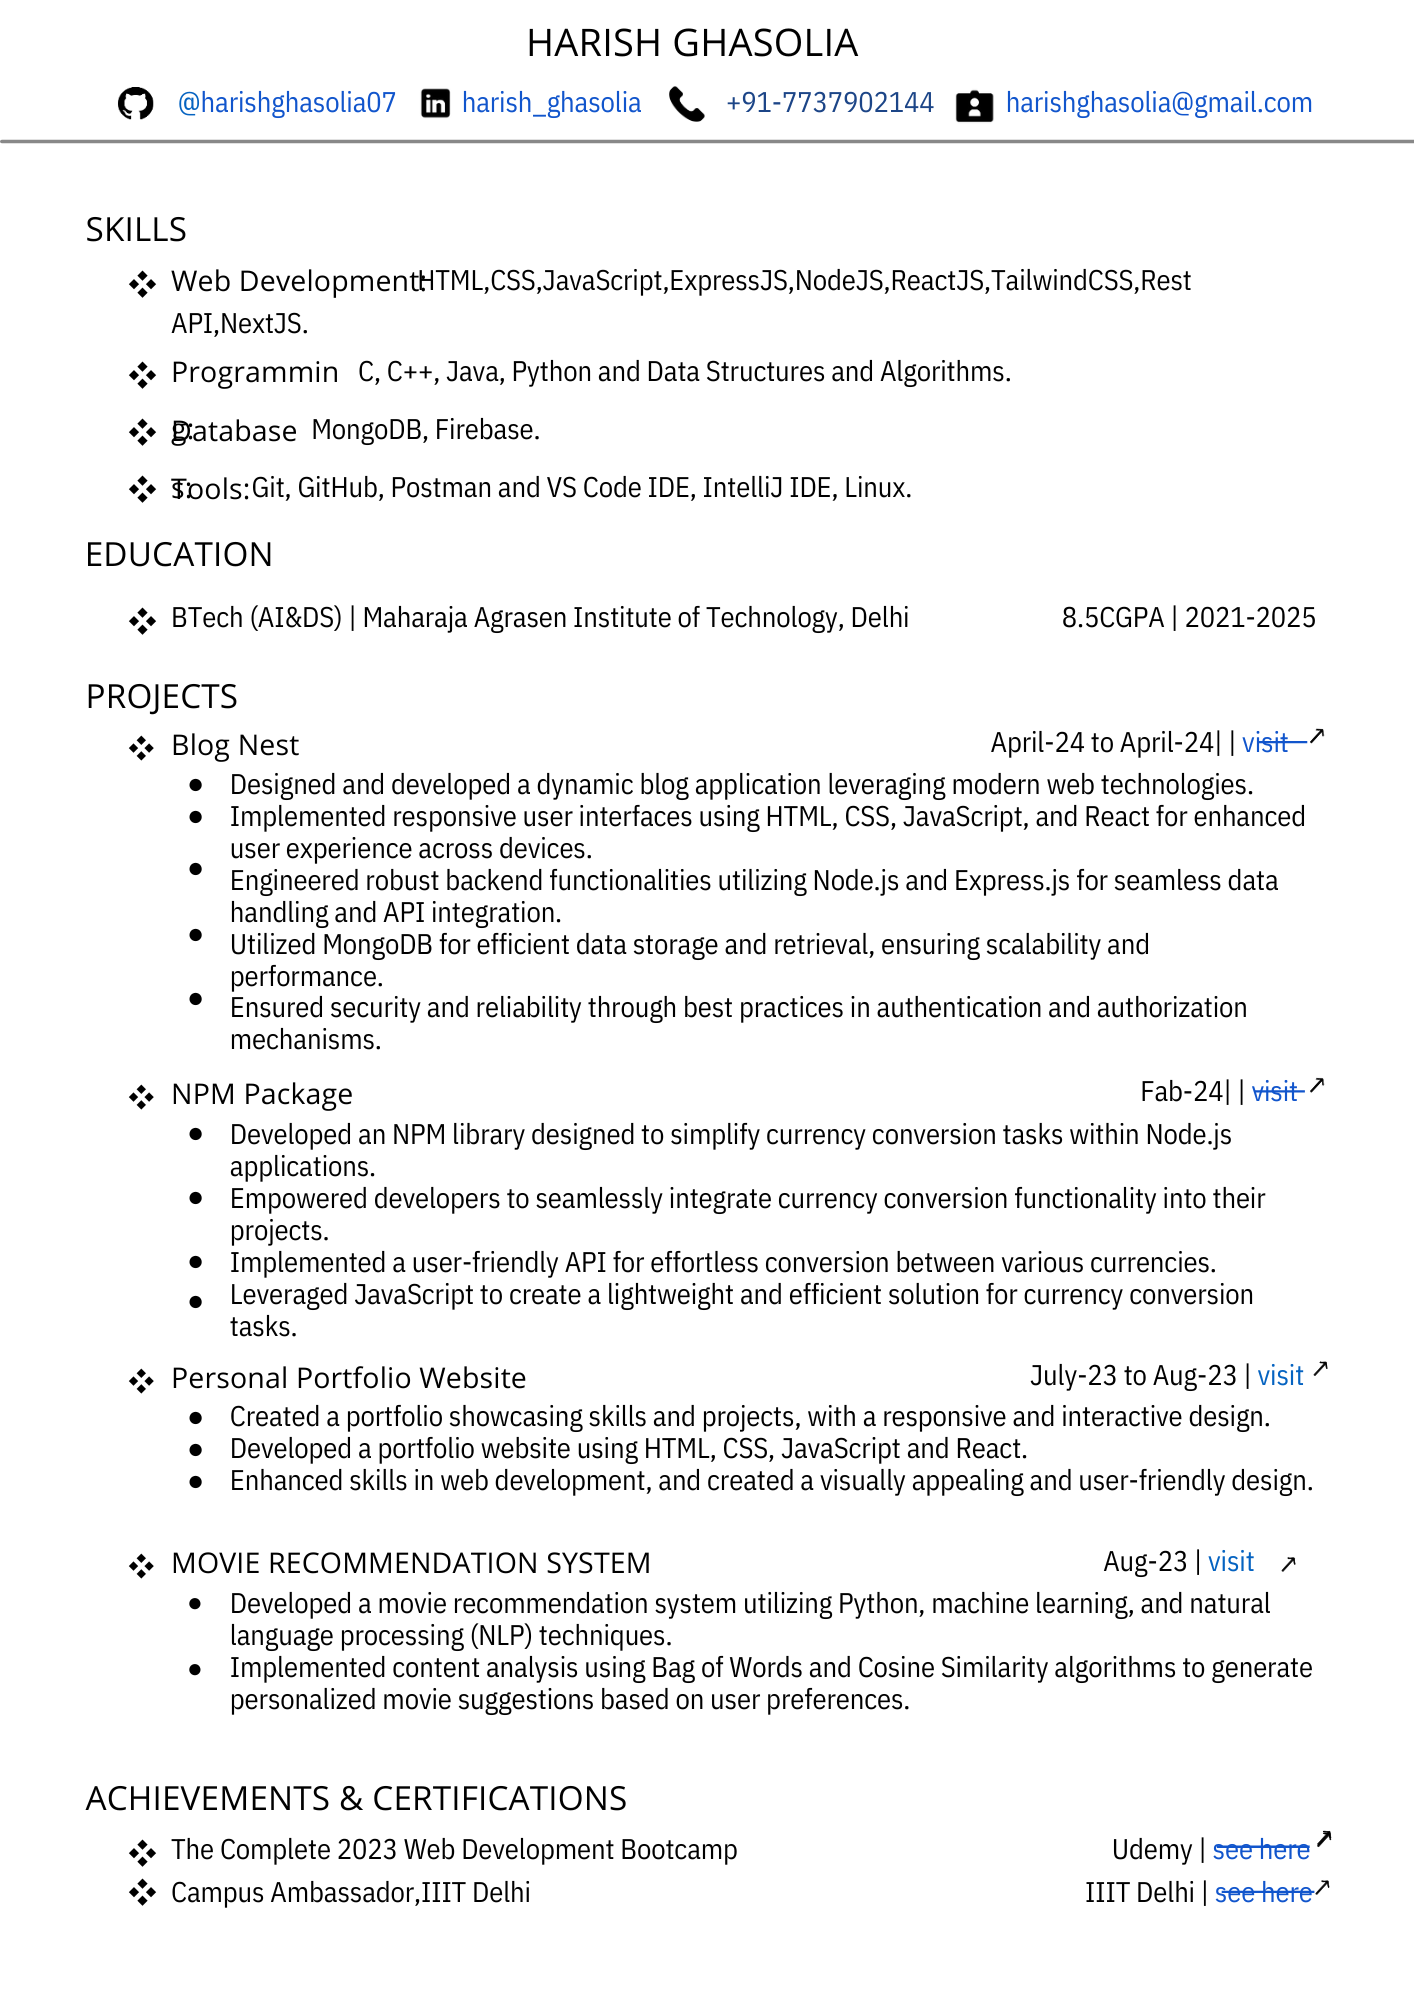 HARISH GHASOLIA
@harishghasolia07 harish_ghasolia +91-7737902144 harishghasolia@gmail.com
SKILLS
Web Development: HTML,CSS,JavaScript,ExpressJS,NodeJS,ReactJS,TailwindCSS,Rest
API,NextJS.
Programmin C, C++, Java, Python and Data Structures and Algorithms.
g:
Database MongoDB, Firebase.
s:
Tools: Git, GitHub, Postman and VS Code IDE, IntelliJ IDE, Linux.
EDUCATION
BTech (AI&DS) | Maharaja Agrasen Institute of Technology, Delhi 8.5CGPA | 2021-2025
PROJECTS
Blog Nest April-24 to April-24| | visit ↗
● Designed and developed a dynamic blog application leveraging modern web technologies.
● Implemented responsive user interfaces using HTML, CSS, JavaScript, and React for enhanced
user experience across devices.
● Engineered robust backend functionalities utilizing Node.js and Express.js for seamless data
handling and API integration.
● Utilized MongoDB for efficient data storage and retrieval, ensuring scalability and
performance.
● Ensured security and reliability through best practices in authentication and authorization
mechanisms.
NPM Package Fab-24| | visit ↗
● Developed an NPM library designed to simplify currency conversion tasks within Node.js
applications.
● Empowered developers to seamlessly integrate currency conversion functionality into their
projects.
● Implemented a user-friendly API for effortless conversion between various currencies.
● Leveraged JavaScript to create a lightweight and efficient solution for currency conversion
tasks.
Personal Portfolio Website July-23 to Aug-23 | visit ↗
● Created a portfolio showcasing skills and projects, with a responsive and interactive design.
● Developed a portfolio website using HTML, CSS, JavaScript and React.
● Enhanced skills in web development, and created a visually appealing and user-friendly design.
MOVIE RECOMMENDATION SYSTEM Aug-23 | visit ↗
● Developed a movie recommendation system utilizing Python, machine learning, and natural
language processing (NLP) techniques.
● Implemented content analysis using Bag of Words and Cosine Similarity algorithms to generate
personalized movie suggestions based on user preferences.
ACHIEVEMENTS & CERTIFICATIONS
The Complete 2023 Web Development Bootcamp Udemy | see here ↗
Campus Ambassador,IIIT Delhi IIIT Delhi | see here ↗